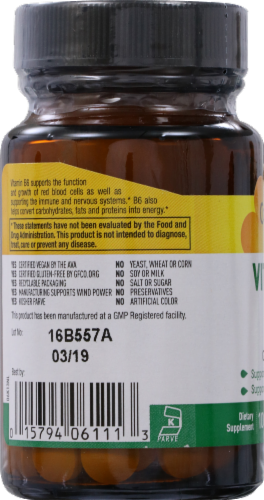 Vitamin B6 supports the function
and growth of red blood cells as well as
supporting the immune and nervous systems.* B6 also
helps convert carbohydrates, fats and proteins into energy.*
*These statements have not been evaluated by the Food and
Drug Administration. This product is not intended to diagnose,
treat, cure or prevent any disease.
YES CERTIFIED VEGAN BY THE AVA NO YEAST, WHEAT OR CORN
YES CERTIFIED GLUTEN-FREE BY GFCO.ORG NO SOY OR MILK
YES RECYCLABLE PACKAGING NO SALT OR SUGAR
YES MANUFACTURING SUPPORTS WIND POWER NO PRESERVATIVES
YES KOSHER PARVE NO ARTIFICIAL COLOR
This product has been manufactured at a GMP Registered facility.
Lot No: 16B557A
03/19
Best by:
0 15794 06111 3
K
PARVE
VI
Suppo
Suppo
Dietary
Supplement
10